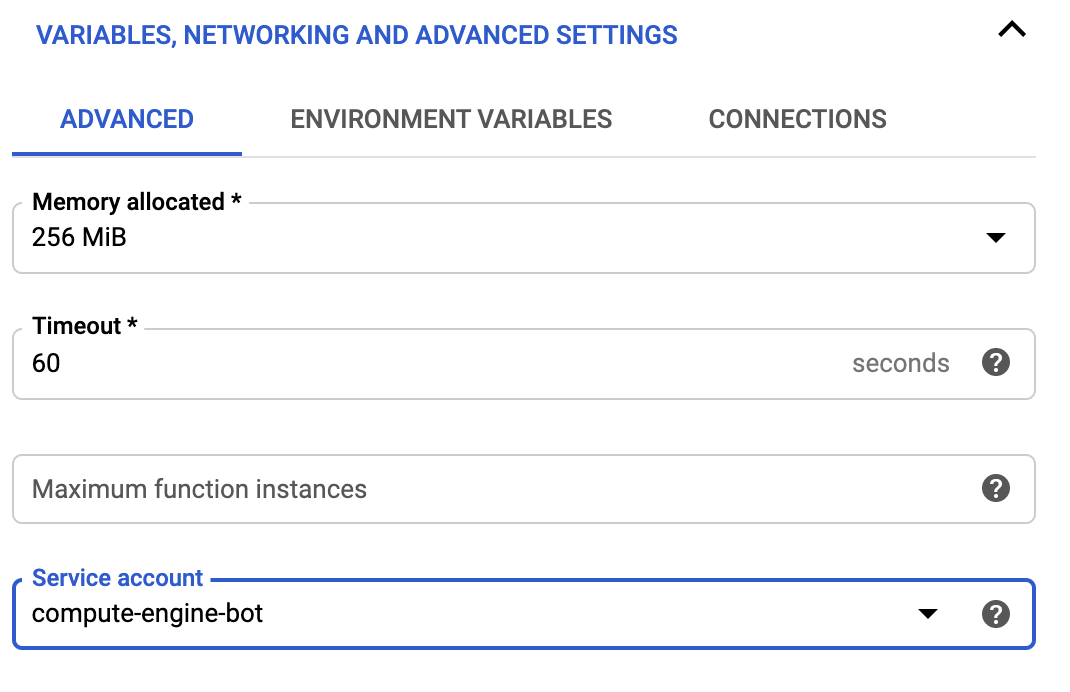 VARIABLES, NETWORKING AND ADVANCED SETTINGS
ADVANCED ENVIRONMENT VARIABLES CONNECTIONS
Memory allocated *
256 MiB
Timeout *
60 seconds ?
Maximum function instances ?
Service account
compute-engine-bot ?